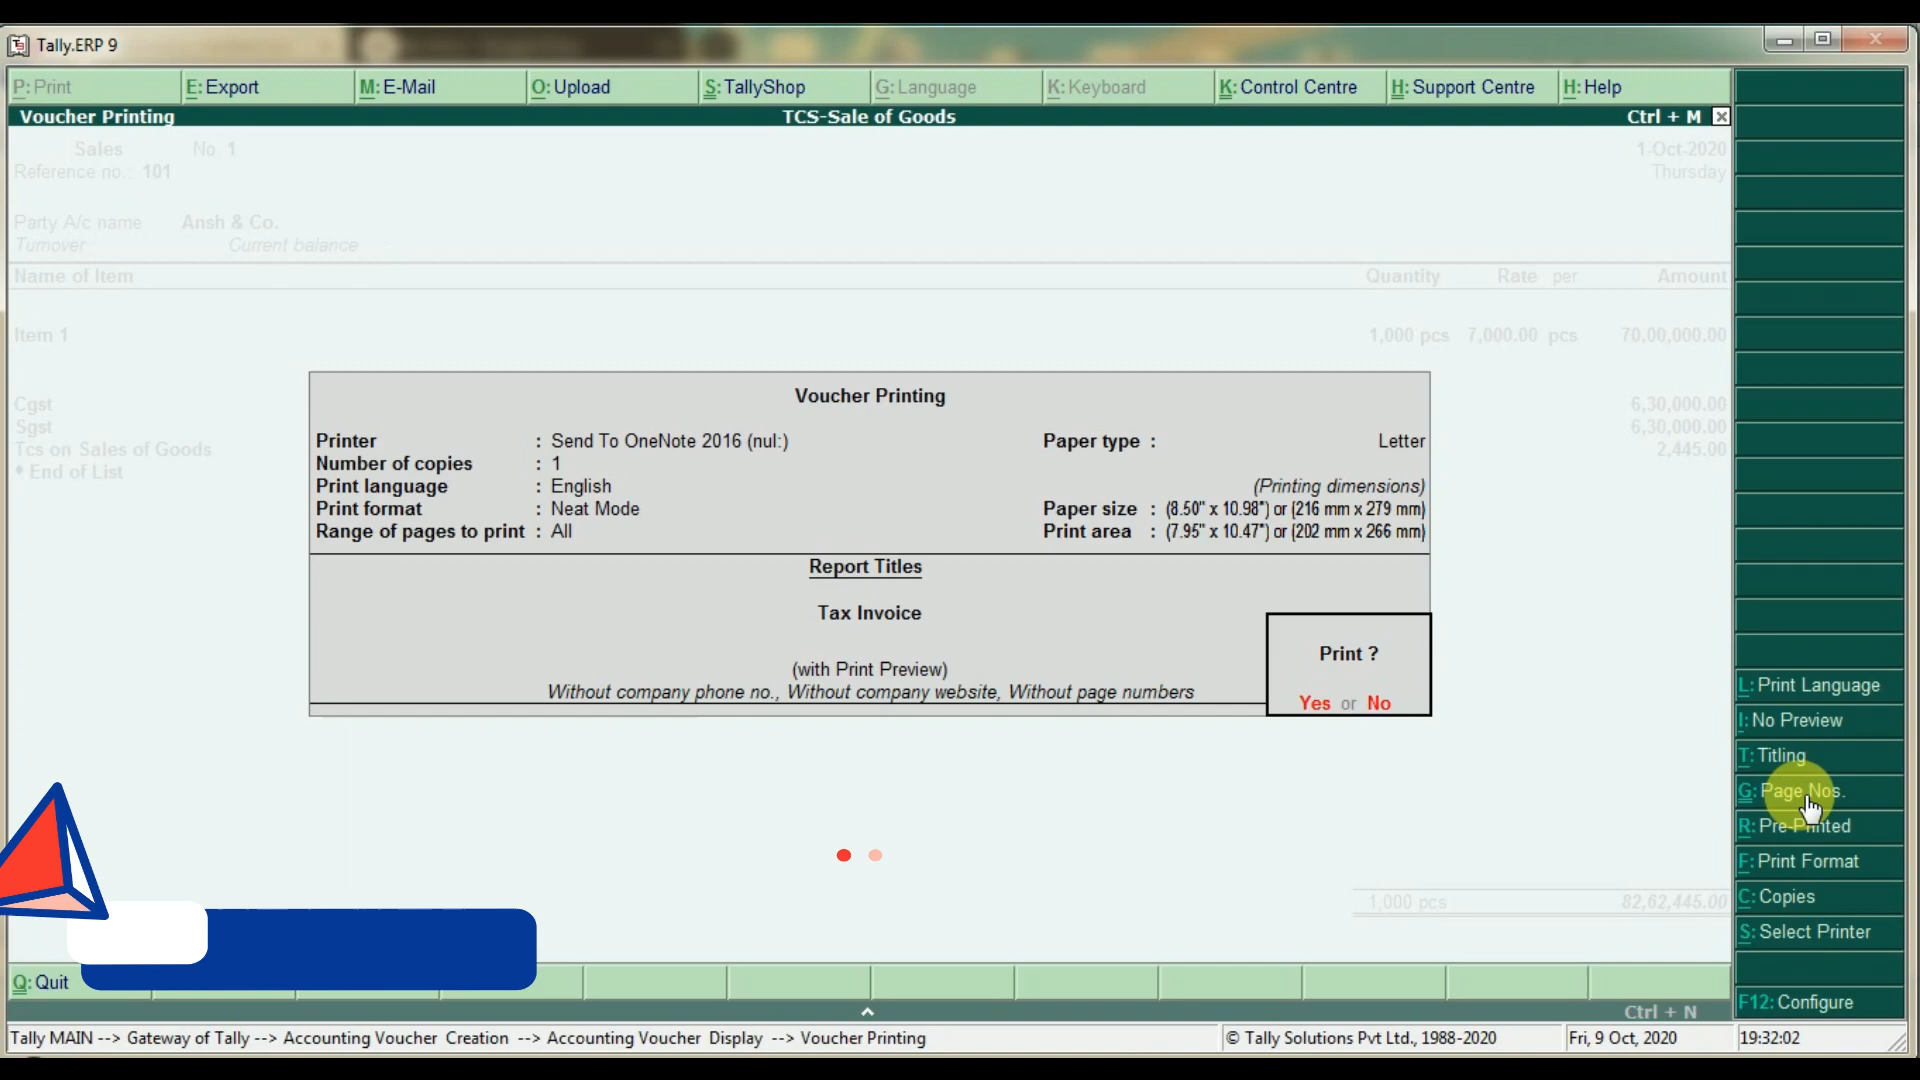 Tally.ERP 9
P: Print E: Export M: E-Mail O: Upload S: TallyShop G: Language K: Keyboard K: Control Centre H: Support Centre H: Help
Voucher Printing TCS-Sale of Goods Ctrl + M
Sales No. 1 1-Oct-2020
Reference no.: 101 Thursday
Party A/c name Ansh & Co.
Turnover Current balance
Name of Item Quantity Rate per Amount
Item 1 1,000 pcs 7,000.00 pcs 70,00,000.00
Cgst 6,30,000.00
Sgst 6,30,000.00
Tcs on Sales of Goods 2,445.00
* End of List
Voucher Printing
Printer : Send To OneNote 2016 (nul:) Paper type : Letter
Number of copies : 1
Print language : English (Printing dimensions)
Print format : Neat Mode Paper size : (8.50" x 10.98") or (216 mm x 279 mm)
Range of pages to print : All Print area : (7.95" x 10.47") or (202 mm x 266 mm)
Report Titles
Tax Invoice
(with Print Preview)
Without company phone no., Without company website, Without page numbers
Print ?
Yes or No
L: Print Language
I: No Preview
T: Titling
G: Page Nos.
R: Pre-Printed
F: Print Format
C: Copies
S: Select Printer
F12: Configure
1,000 pcs 82,62,445.00
Q: Quit
Ctrl + N
Tally MAIN --> Gateway of Tally --> Accounting Voucher Creation --> Accounting Voucher Display --> Voucher Printing © Tally Solutions Pvt Ltd., 1988-2020 Fri, 9 Oct, 2020 19:32:02